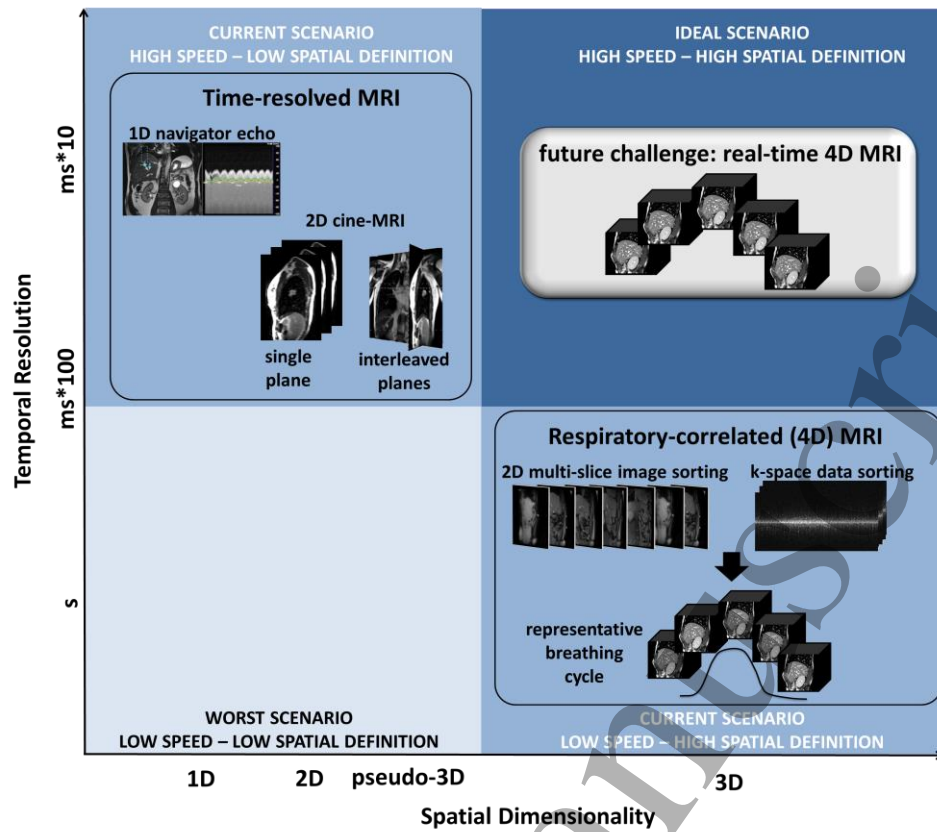 CURRENT SCENARIO
HIGH SPEED – LOW SPATIAL DEFINITION
IDEAL SCENARIO
HIGH SPEED – HIGH SPATIAL DEFINITION
Time-resolved MRI
1D navigator echo
2D cine-MRI
single
plane
interleaved
planes
future challenge: real-time 4D MRI
Temporal Resolution
ms*10
ms*100
s
Respiratory-correlated (4D) MRI
2D multi-slice image sorting
k-space data sorting
representative
breathing
cycle
WORST SCENARIO
LOW SPEED – LOW SPATIAL DEFINITION
CURRENT SCENARIO
LOW SPEED – HIGH SPATIAL DEFINITION
1D
2D
pseudo-3D
3D
Spatial Dimensionality